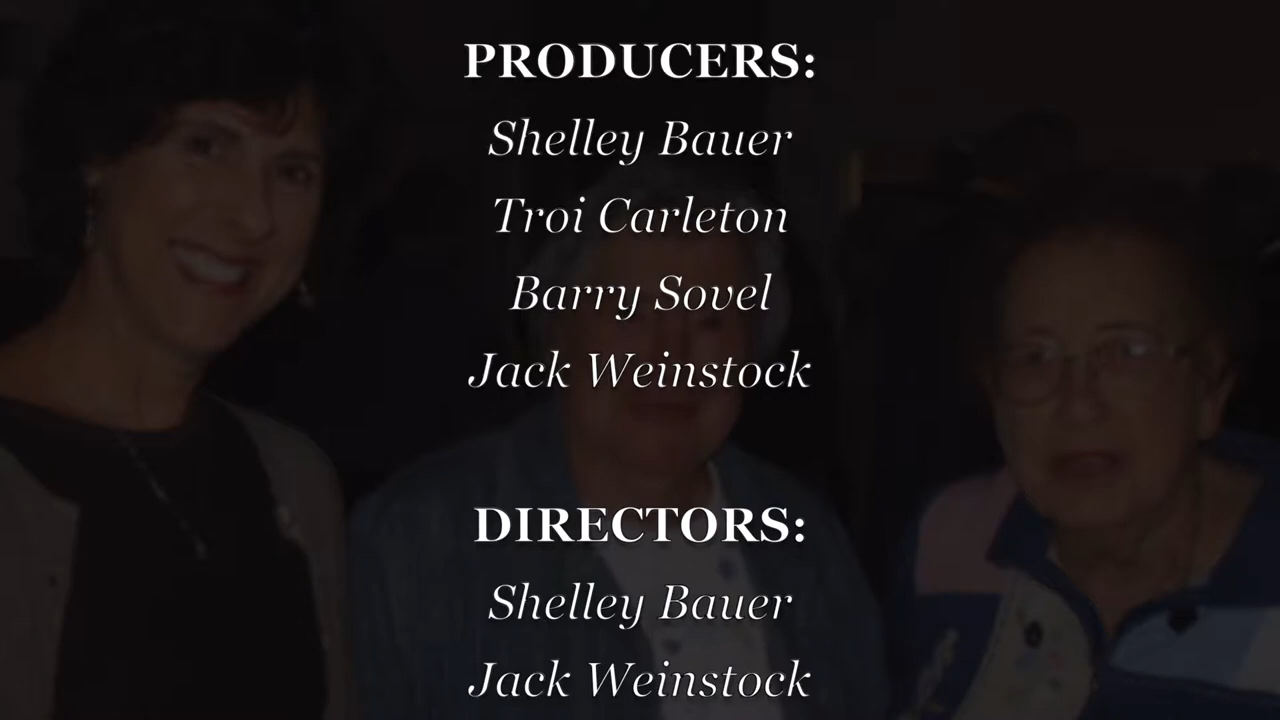 PRODUCERS:
Shelley Bauer
Troi Carleton
Barry Sovel
Jack Weinstock
DIRECTORS:
Shelley Bauer
Jack Weinstock